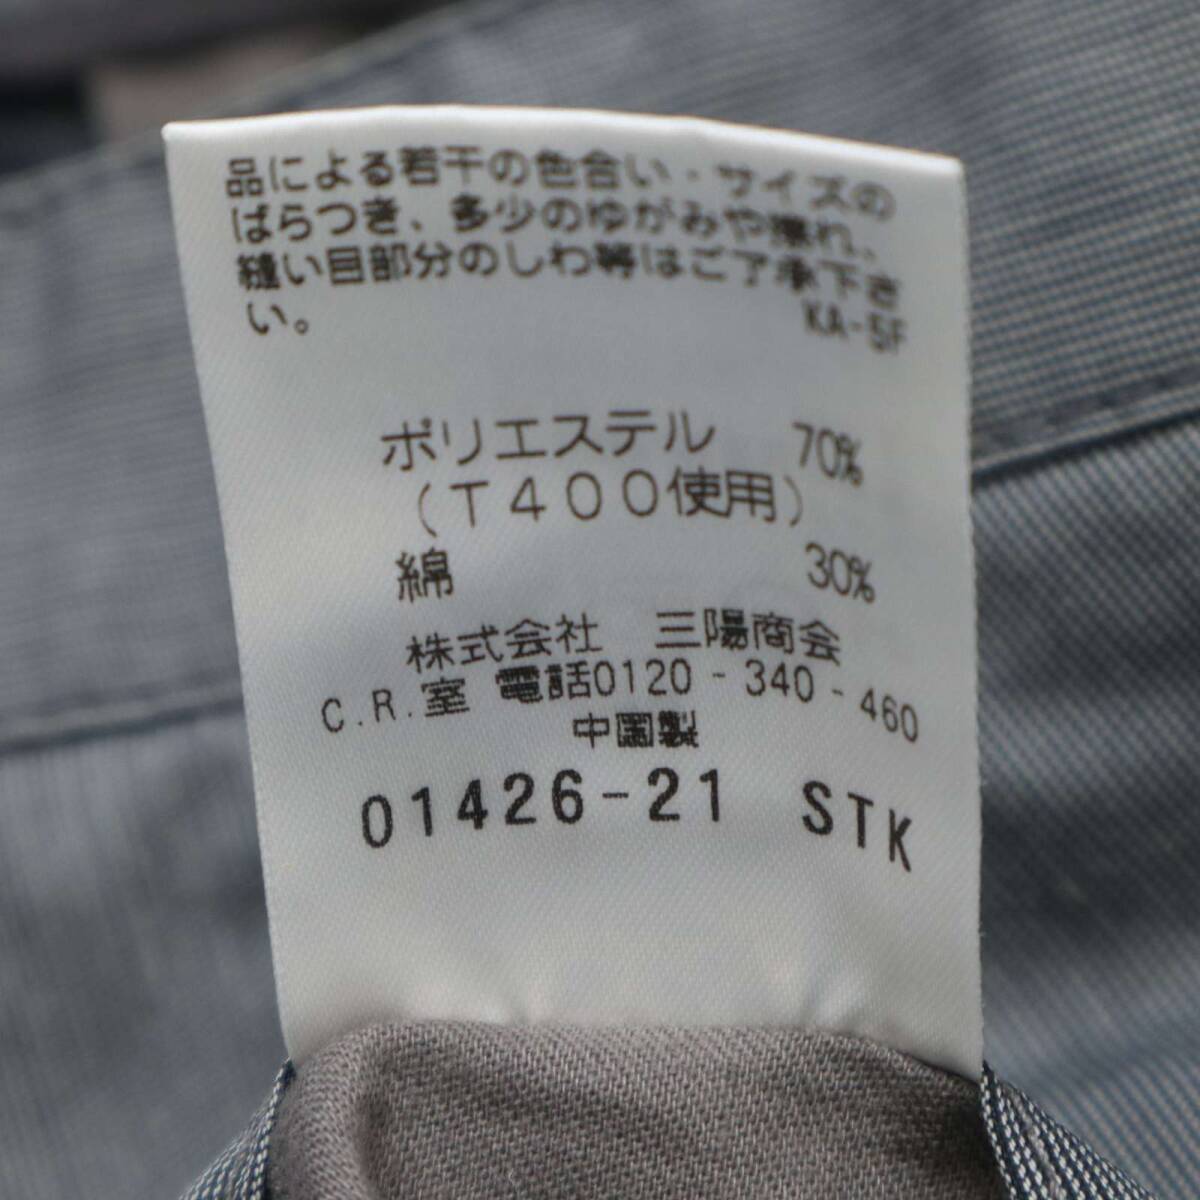 品による若干の色合い・サイズの
ばらつき、多少のゆがみや擦れ、
縫い目部分のしわ等はご了承下さ
い。
KA-5F
ポリエステル 70%
(T400使用)
綿 30%
株式会社 三陽商会
C.R.室 電話0120-340-460
中国製
01426-21 STK